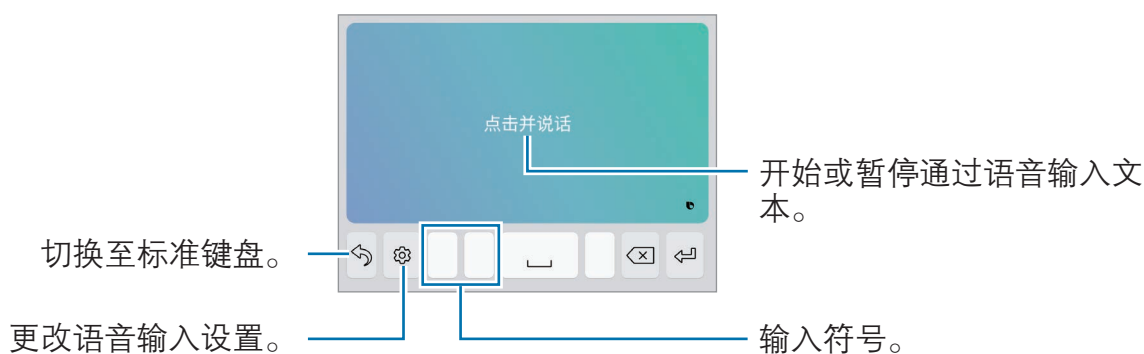 点击并说话
开始或暂停通过语音输入文
本。
切换至标准键盘。
更改语音输入设置。
输入符号。